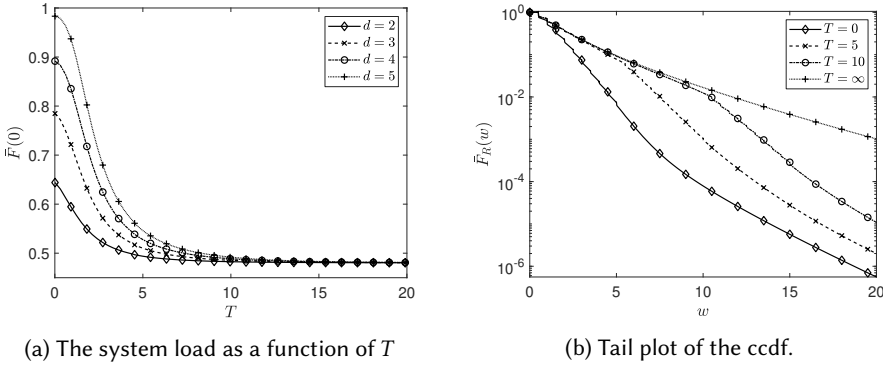 1
0.9
0.8
0.7
0.6
0.5
F̄(0)
0 5 10 15 20
T
d = 2
d = 3
d = 4
d = 5
(a) The system load as a function of T
10⁰
10⁻²
10⁻⁴
10⁻⁶
F̄_R(w)
0 5 10 15 20
w
T = 0
T = 5
T = 10
T = ∞
(b) Tail plot of the ccdf.